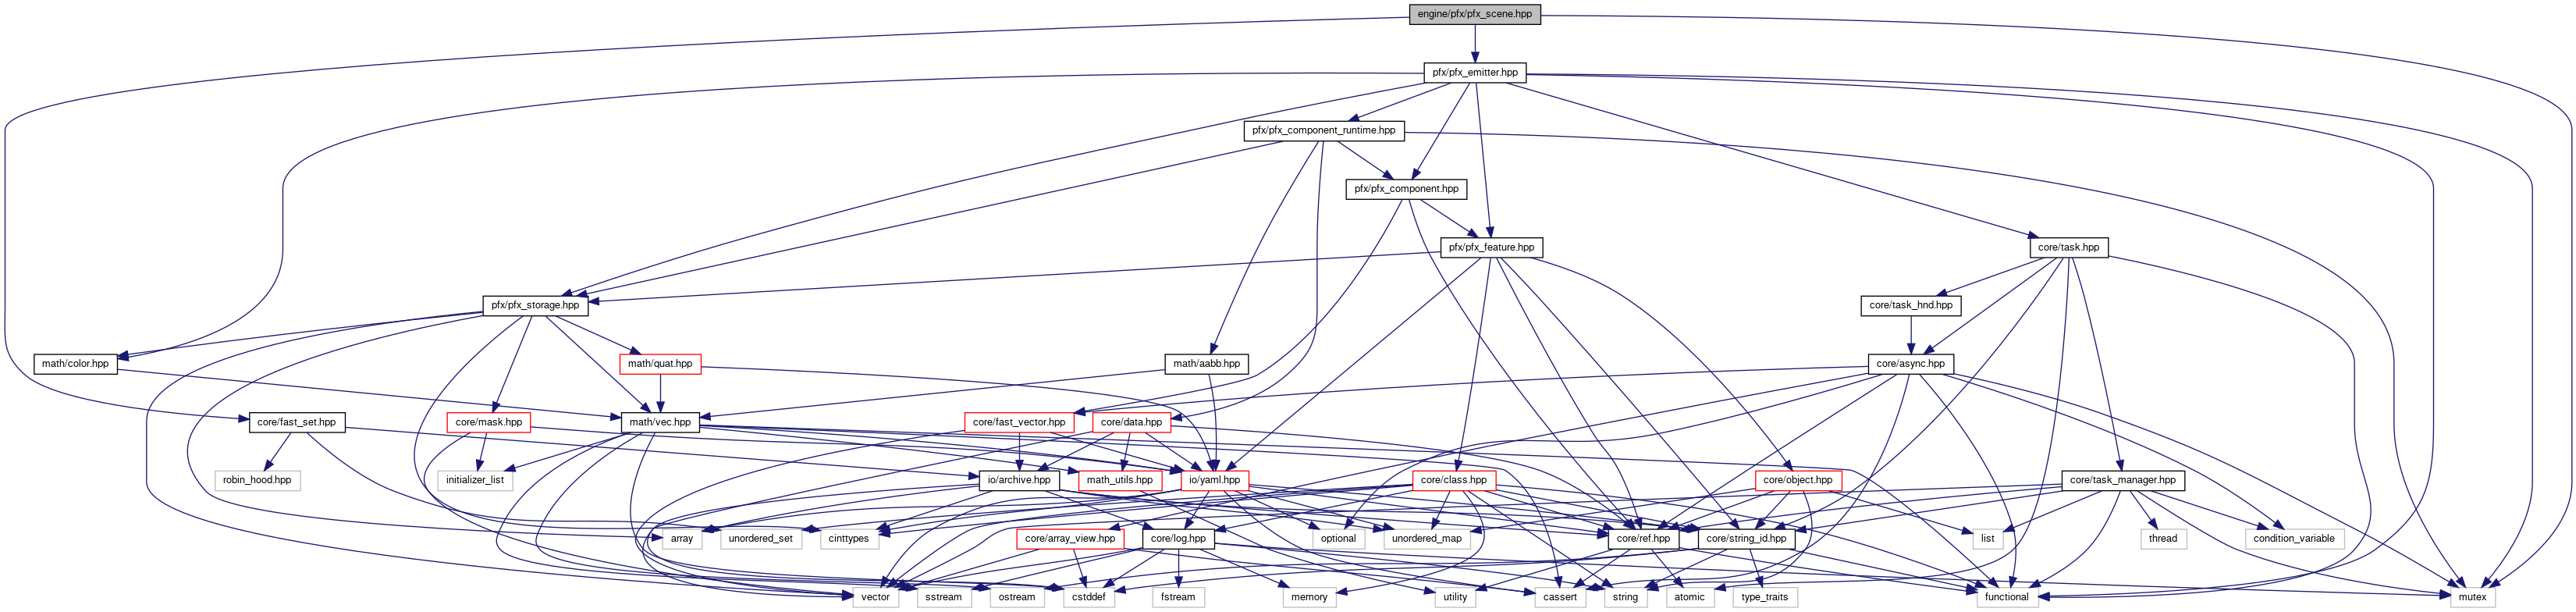 engine/pfx/pfx_scene.hpp
pfx/pfx_emitter.hpp
pfx/pfx_component_runtime.hpp
pfx/pfx_component.hpp
pfx/pfx_feature.hpp
core/task.hpp
pfx/pfx_storage.hpp
core/task_hnd.hpp
math/color.hpp
math/quat.hpp
math/aabb.hpp
core/async.hpp
core/fast_set.hpp
core/mask.hpp
math/vec.hpp
core/fast_vector.hpp
core/data.hpp
robin_hood.hpp
initializer_list
io/archive.hpp
math_utils.hpp
io/yaml.hpp
core/class.hpp
core/object.hpp
core/task_manager.hpp
array
unordered_set
cinttypes
core/array_view.hpp
core/log.hpp
optional
unordered_map
core/ref.hpp
core/string_id.hpp
list
thread
condition_variable
vector
sstream
ostream
cstddef
fstream
memory
utility
cassert
string
atomic
type_traits
functional
mutex